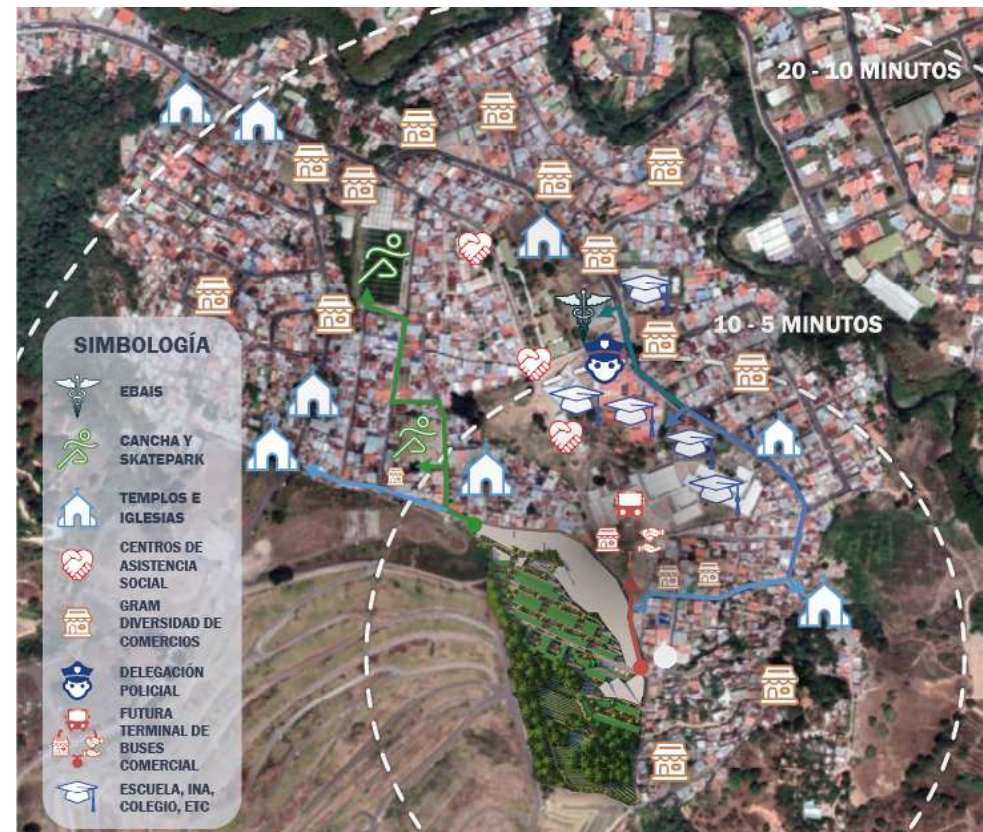 20 - 10 MINUTOS
10 - 5 MINUTOS
SIMBOLOGÍA
EBAIS
CANCHA Y
SKATEPARK
TEMPLOS E
IGLESIAS
CENTROS DE
ASISTENCIA
SOCIAL
GRAM
DIVERSIDAD DE
COMERCIOS
DELEGACIÓN
POLICIAL
FUTURA
TERMINAL DE
BUSES
COMERCIAL
ESCUELA, INA,
COLEGIO, ETC